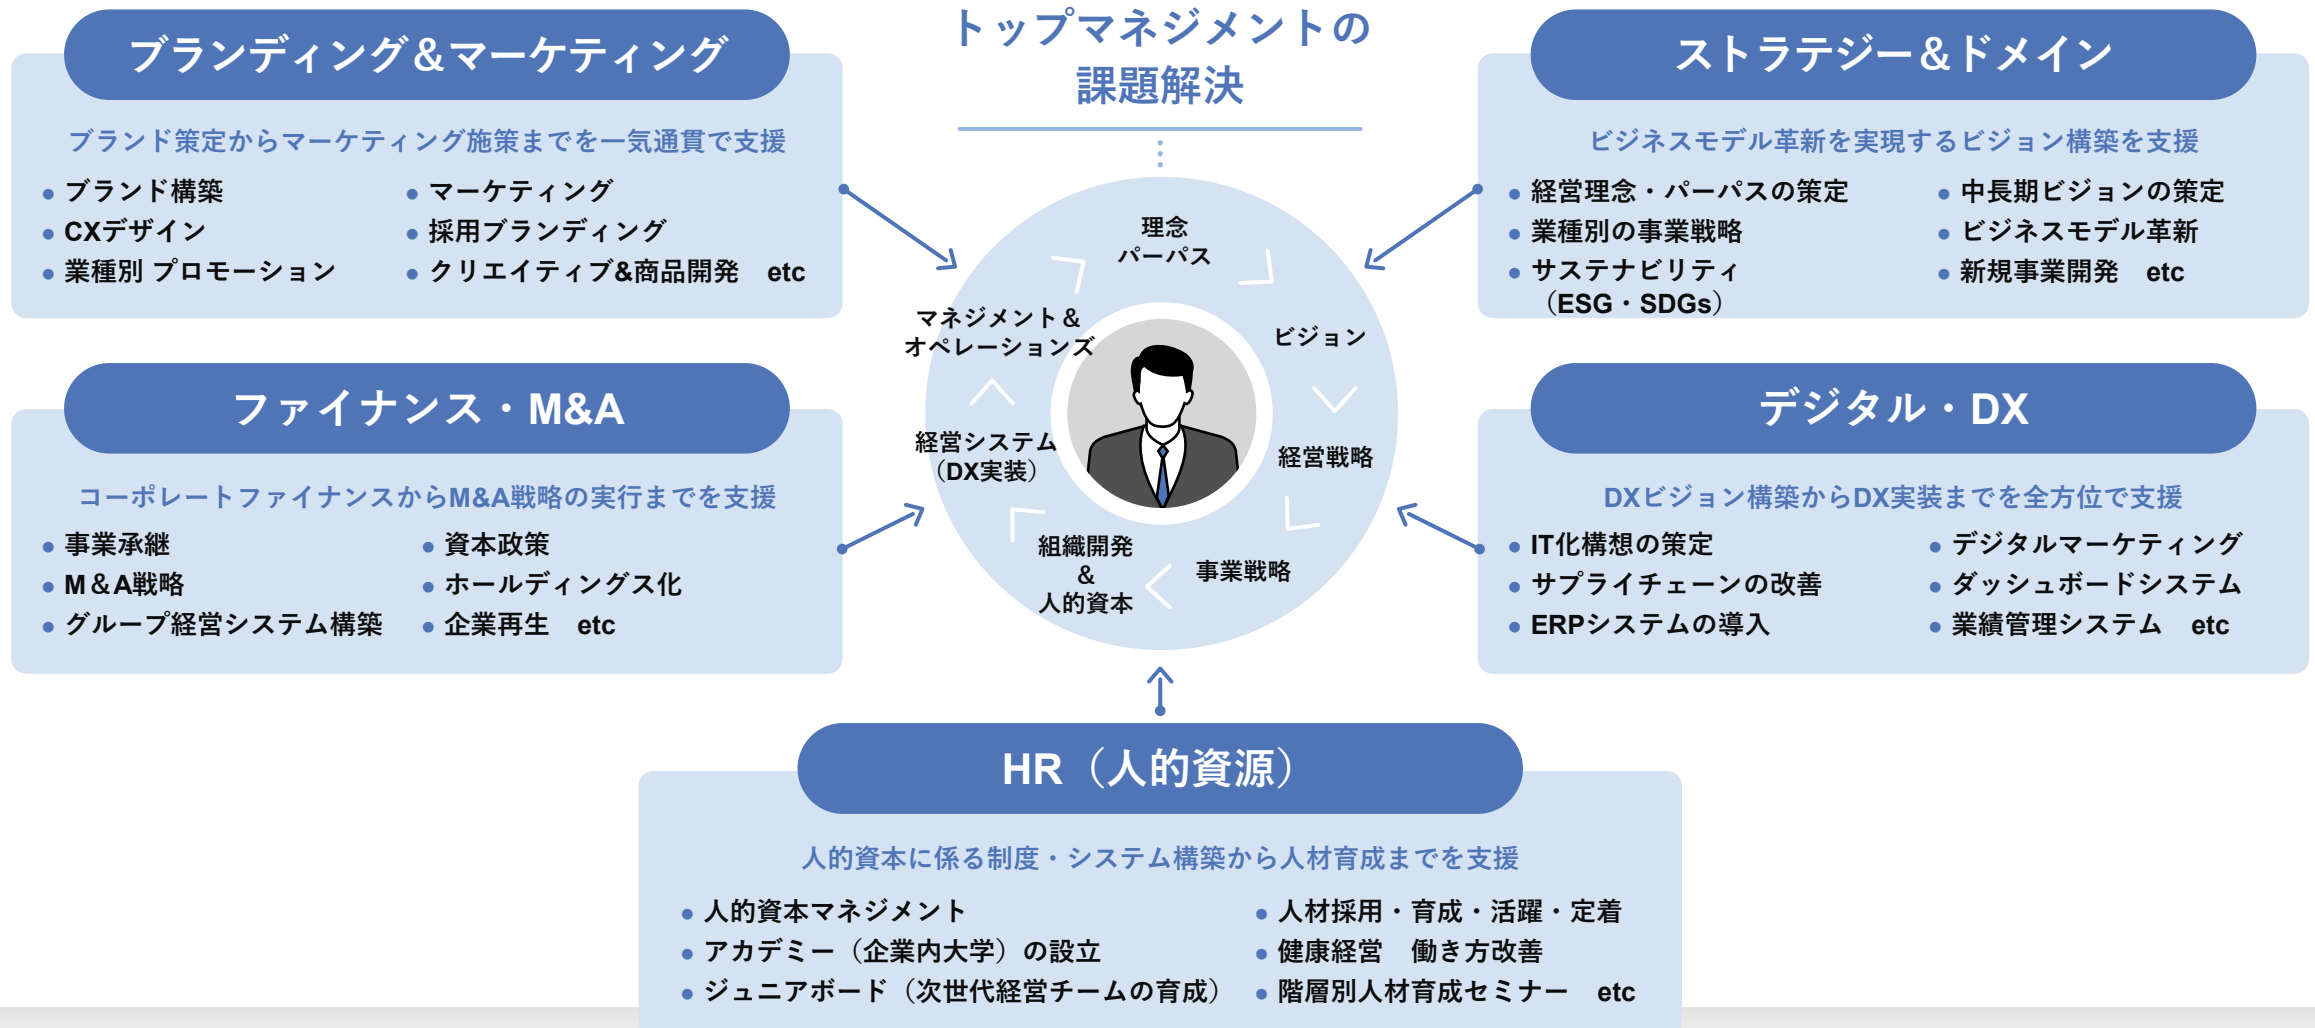 トップマネジメントの
課題解決
ブランディング＆マーケティング
ブランド策定からマーケティング施策までを一気通貫で支援
● ブランド構築
● CXデザイン
● 業種別 プロモーション
● マーケティング
● 採用ブランディング
● クリエイティブ&商品開発　etc
ストラテジー＆ドメイン
ビジネスモデル革新を実現するビジョン構築を支援
● 経営理念・パーパスの策定
● 業種別の事業戦略
● サステナビリティ
（ESG・SDGs）
● 中長期ビジョンの策定
● ビジネスモデル革新
● 新規事業開発　etc
理念
パーパス
ビジョン
経営戦略
事業戦略
組織開発
&
人的資本
経営システム
（DX実装）
マネジメント＆
オペレーションズ
ファイナンス・M&A
コーポレートファイナンスからM&A戦略の実行までを支援
● 事業承継
● M＆A戦略
● グループ経営システム構築
● 資本政策
● ホールディングス化
● 企業再生　etc
デジタル・DX
DXビジョン構築からDX実装までを全方位で支援
● IT化構想の策定
● サプライチェーンの改善
● ERPシステムの導入
● デジタルマーケティング
● ダッシュボードシステム
● 業績管理システム　etc
HR（人的資源）
人的資本に係る制度・システム構築から人材育成までを支援
● 人的資本マネジメント
● アカデミー（企業内大学）の設立
● ジュニアボード（次世代経営チームの育成）
● 人材採用・育成・活躍・定着
● 健康経営　働き方改善
● 階層別人材育成セミナー　etc